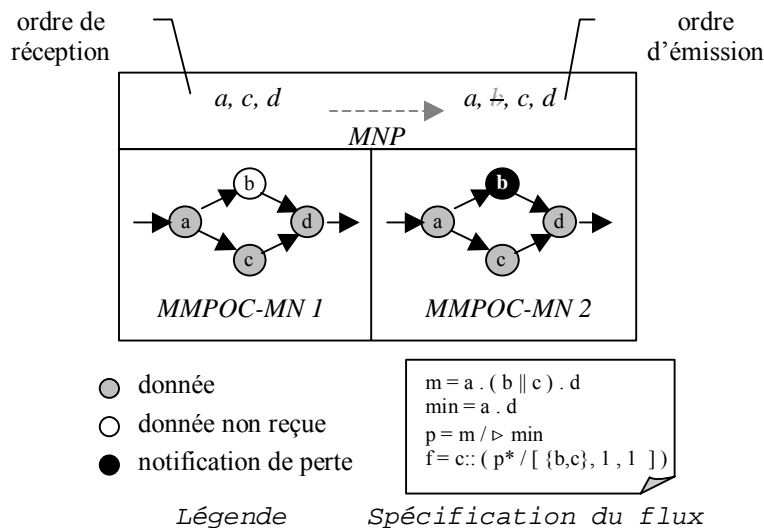 ordre de
réception
ordre
d'émission
a, c, d
a, b, c, d
MNP
b
a
d
c
MMPOC-MN 1
b
a
d
c
MMPOC-MN 2
donnée
donnée non reçue
notification de perte
Légende
m = a . ( b || c ) . d
min = a . d
p = m / ▹ min
f = c:: ( p* / [ {b,c}, 1 , 1 ] )
Spécification du flux